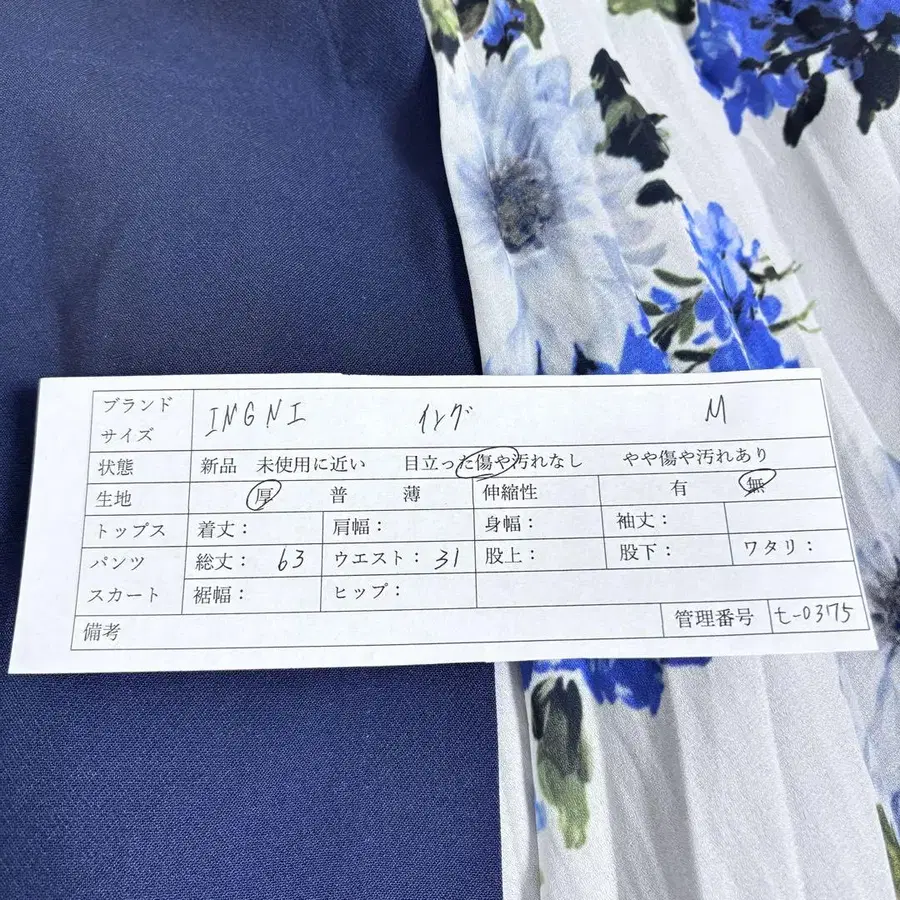 ブランド
サイズ
INGNI イング M
状態 新品 未使用に近い 目立った傷や汚れなし やや傷や汚れあり
生地 厚 普 薄 伸縮性 有 無
トップス 着丈： 肩幅： 身幅： 袖丈：
パンツ 総丈： 63 ウエスト： 31 股上： 股下： ワタリ：
スカート 裾幅： ヒップ：
備考 管理番号 t-0375